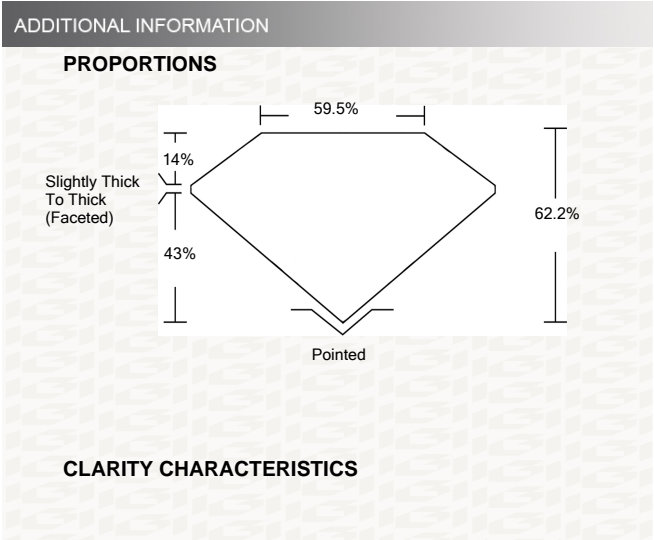 ADDITIONAL INFORMATION
PROPORTIONS
59.5%
14%
Slightly Thick
To Thick
(Faceted)
62.2%
43%
Pointed
CLARITY CHARACTERISTICS